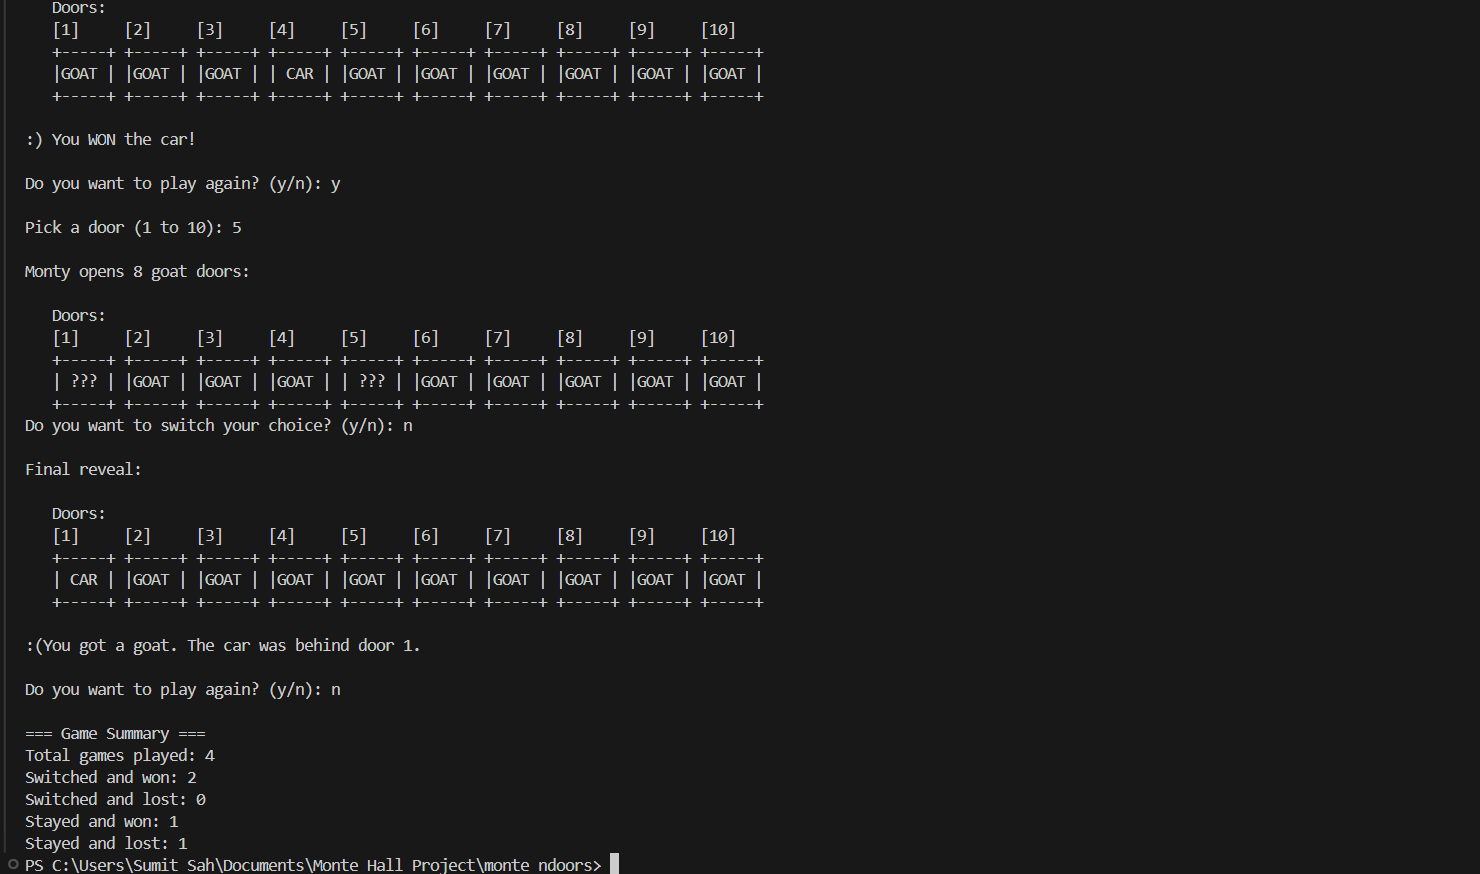 Doors:
   [1]     [2]     [3]     [4]     [5]     [6]     [7]     [8]     [9]     [10]
   +-----+ +-----+ +-----+ +-----+ +-----+ +-----+ +-----+ +-----+ +-----+ +-----+
   |GOAT | |GOAT | |GOAT | | CAR | |GOAT | |GOAT | |GOAT | |GOAT | |GOAT | |GOAT |
   +-----+ +-----+ +-----+ +-----+ +-----+ +-----+ +-----+ +-----+ +-----+ +-----+

:) You WON the car!

Do you want to play again? (y/n): y

Pick a door (1 to 10): 5

Monty opens 8 goat doors:

   Doors:
   [1]     [2]     [3]     [4]     [5]     [6]     [7]     [8]     [9]     [10]
   +-----+ +-----+ +-----+ +-----+ +-----+ +-----+ +-----+ +-----+ +-----+ +-----+
   | ??? | |GOAT | |GOAT | |GOAT | | ??? | |GOAT | |GOAT | |GOAT | |GOAT | |GOAT |
   +-----+ +-----+ +-----+ +-----+ +-----+ +-----+ +-----+ +-----+ +-----+ +-----+
Do you want to switch your choice? (y/n): n

Final reveal:

   Doors:
   [1]     [2]     [3]     [4]     [5]     [6]     [7]     [8]     [9]     [10]
   +-----+ +-----+ +-----+ +-----+ +-----+ +-----+ +-----+ +-----+ +-----+ +-----+
   | CAR | |GOAT | |GOAT | |GOAT | |GOAT | |GOAT | |GOAT | |GOAT | |GOAT | |GOAT |
   +-----+ +-----+ +-----+ +-----+ +-----+ +-----+ +-----+ +-----+ +-----+ +-----+

:(You got a goat. The car was behind door 1.

Do you want to play again? (y/n): n

=== Game Summary ===
Total games played: 4
Switched and won: 2
Switched and lost: 0
Stayed and won: 1
Stayed and lost: 1
PS C:\Users\Sumit Sah\Documents\Monte Hall Project\monte ndoors>